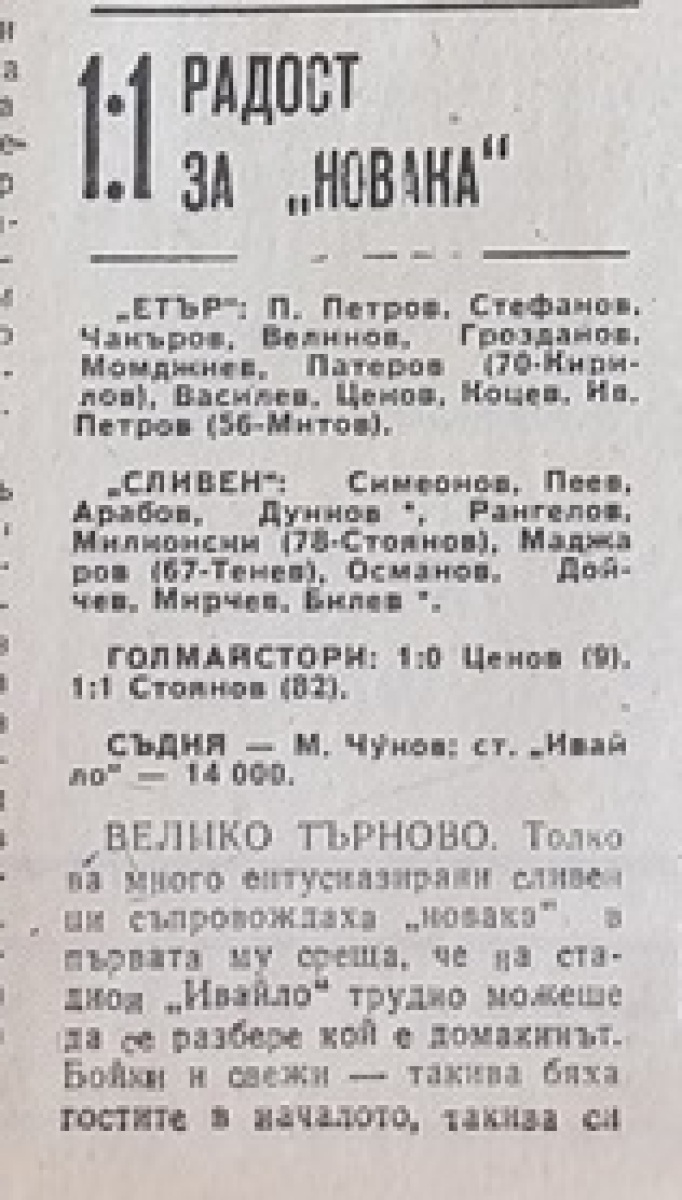 1:1 РАДОСТ
ЗА „НОВАКА“
„ЕТЪР“: П. Петров, Стефанов,
Чакъров, Велинов, Грозданов,
Момджиев, Патеров (70-Кири-
лов), Василев, Ценов, Коцев, Ив.
Петров (56-Митов).
„СЛИВЕН“: Симеонов, Пеев,
Арабов, Дуннов *, Рангелов,
Милионски (78-Стоянов), Маджа
ров (67-Тенев), Османов, Дой-
чев, Мирчев, Билев *.
ГОЛМАЙСТОРИ: 1:0 Ценов (9),
1:1 Стоянов (82).
СЪДИЯ — М. Чунов; ст. „Ивай
ло“ — 14 000.
ВЕЛИКО ТЪРНОВО. Толко
ва много ентусиазирани сливен
ци съпровождаха „новака“ в
първата му среща, че на ста-
дион „Ивайло“ трудно можеше
да се разбере кой е домакинът.
Бойки и свежи — такива бяха
гостите в началото, такива си